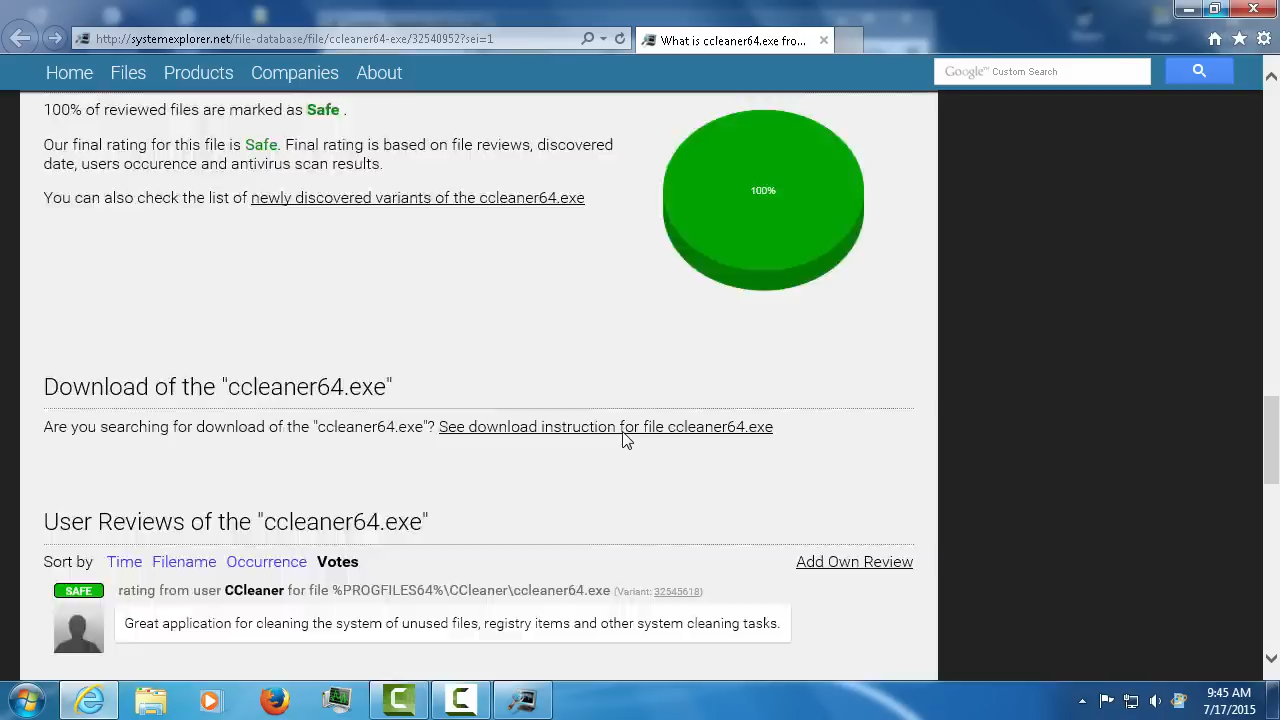 http://systemexplorer.net/file-database/file/ccleaner64-exe/32540952?sei=1
What is ccleaner64.exe fro...
Home Files Products Companies About
Google™ Custom Search
100% of reviewed files are marked as Safe .
Our final rating for this file is Safe. Final rating is based on file reviews, discovered
date, users occurence and antivirus scan results.
You can also check the list of newly discovered variants of the ccleaner64.exe
100%
Download of the "ccleaner64.exe"
Are you searching for download of the "ccleaner64.exe"? See download instruction for file ccleaner64.exe
User Reviews of the "ccleaner64.exe"
Sort by Time Filename Occurrence Votes
Add Own Review
SAFE rating from user CCleaner for file %PROGFILES64%\CCleaner\ccleaner64.exe (Variant: 32545618)
Great application for cleaning the system of unused files, registry items and other system cleaning tasks.
9:45 AM
7/17/2015